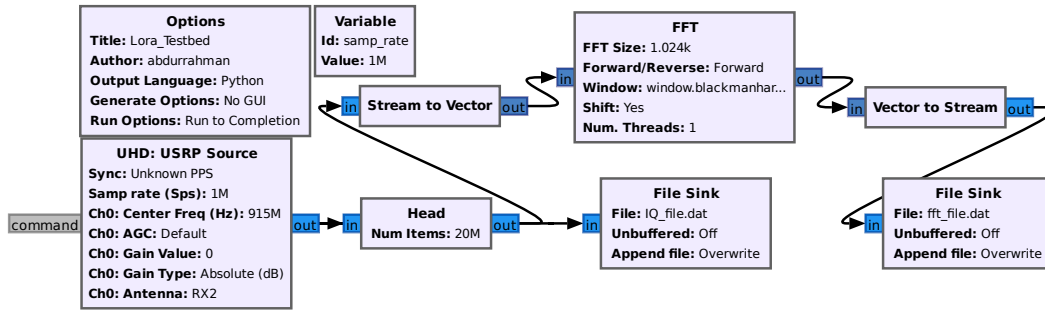 Options
Title: Lora_Testbed
Author: abdurrahman
Output Language: Python
Generate Options: No GUI
Run Options: Run to Completion
Variable
Id: samp_rate
Value: 1M
in
Stream to Vector
out
in
FFT
FFT Size: 1.024k
Forward/Reverse: Forward
Window: window.blackmanhar...
Shift: Yes
Num. Threads: 1
out
in
Vector to Stream
out
command
UHD: USRP Source
Sync: Unknown PPS
Samp rate (Sps): 1M
Ch0: Center Freq (Hz): 915M
Ch0: AGC: Default
Ch0: Gain Value: 0
Ch0: Gain Type: Absolute (dB)
Ch0: Antenna: RX2
out
in
Head
Num Items: 20M
out
in
File Sink
File: IQ_file.dat
Unbuffered: Off
Append file: Overwrite
in
File Sink
File: fft_file.dat
Unbuffered: Off
Append file: Overwrite